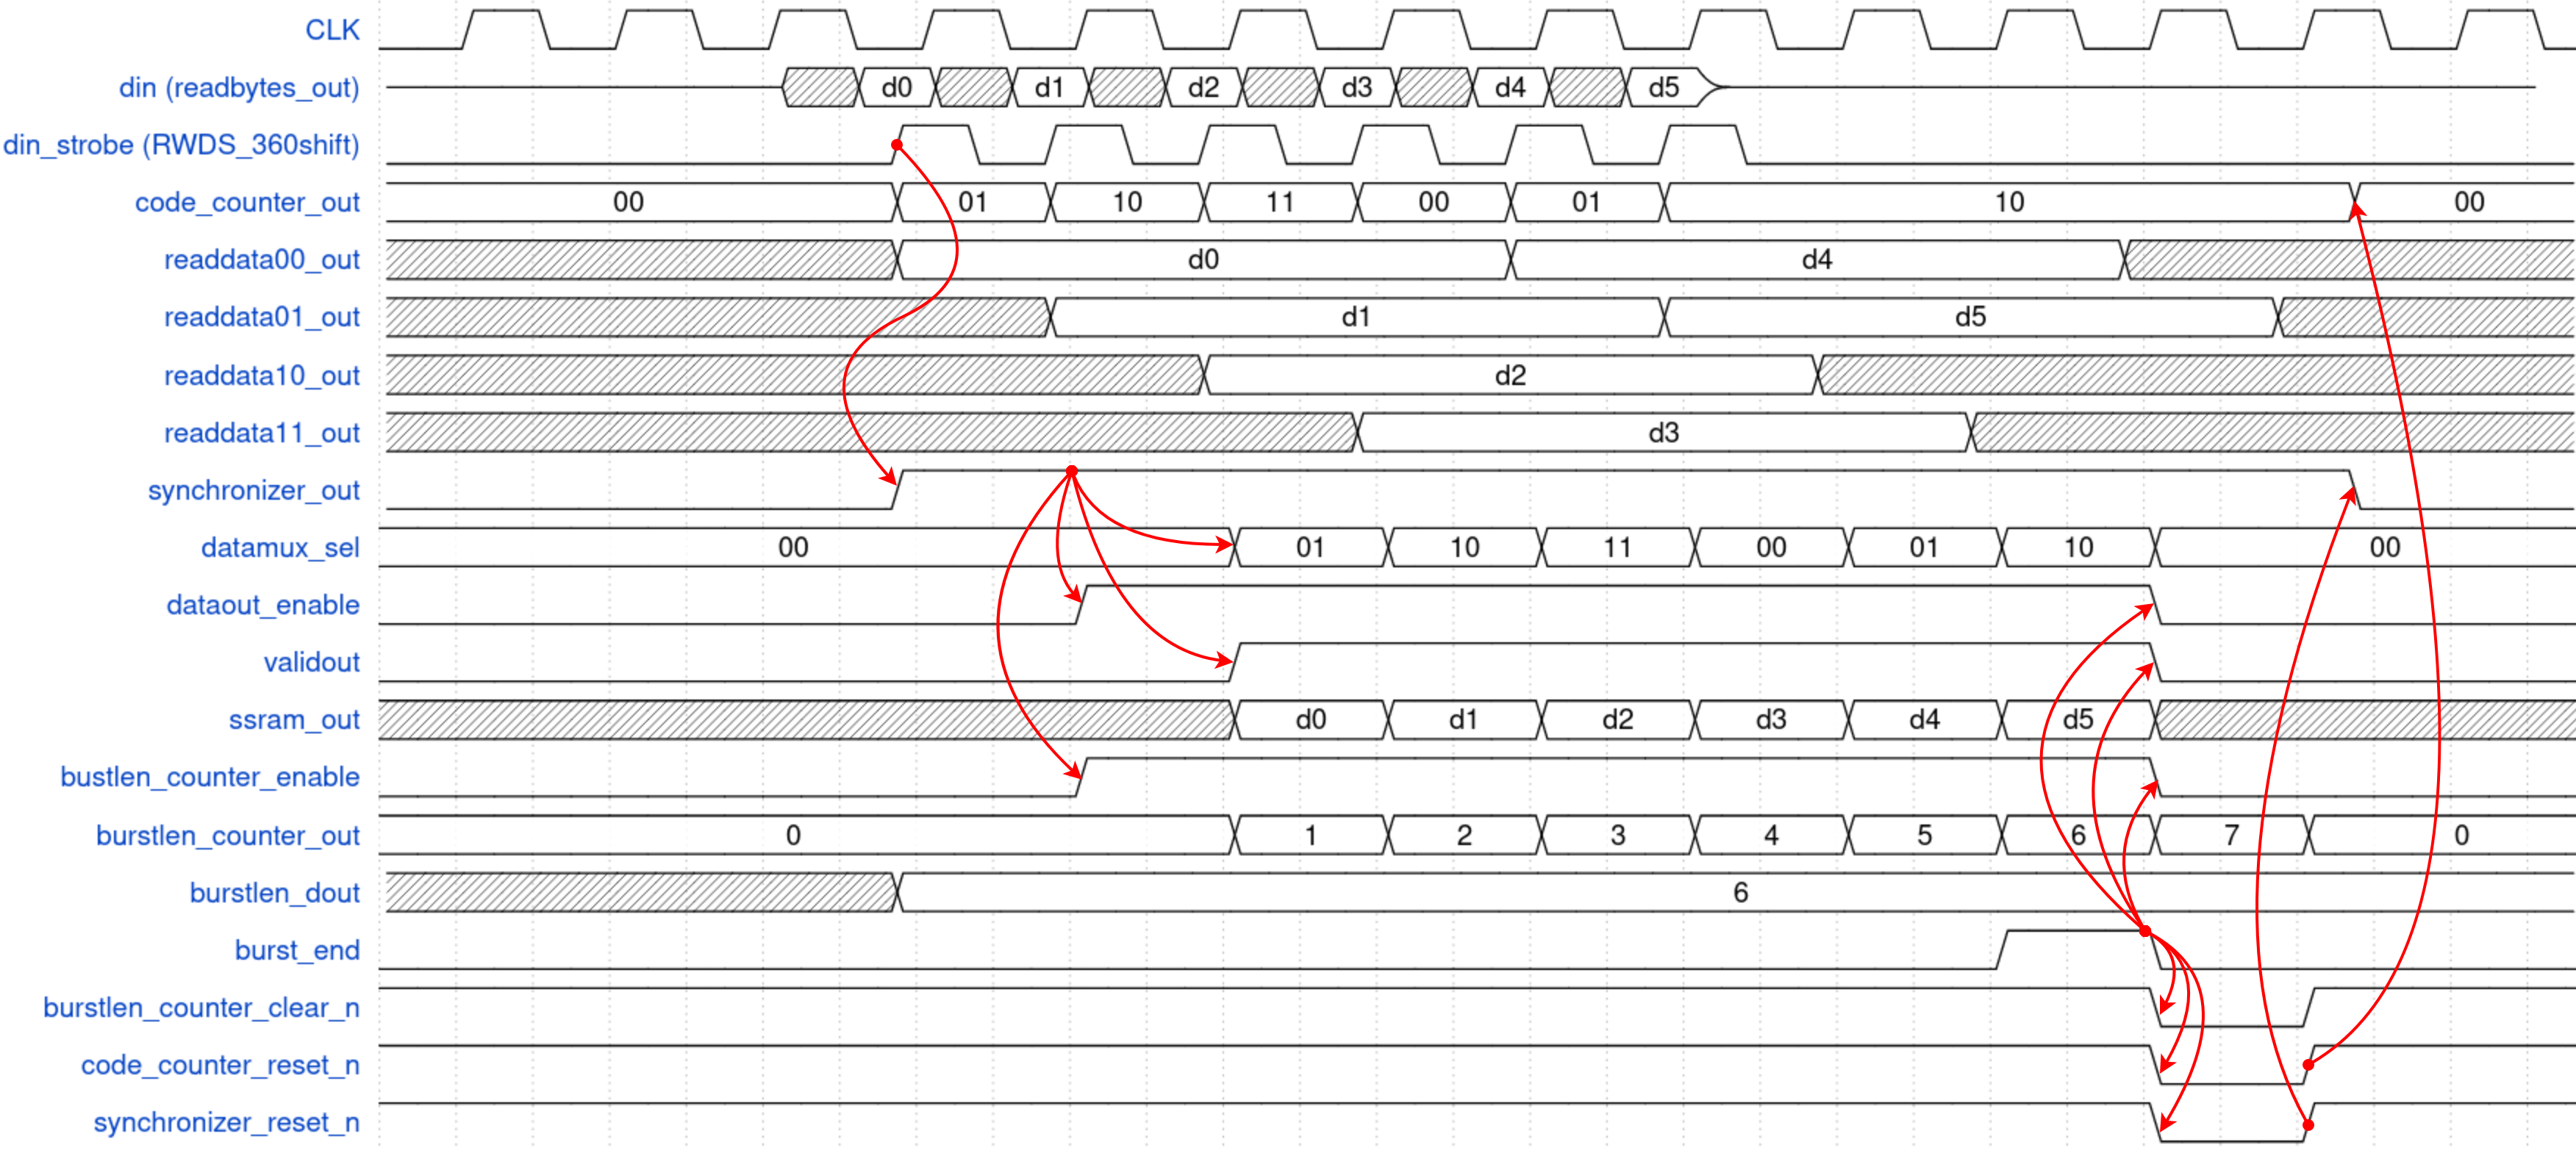 CLK
din (readbytes_out) d0 d1 d2 d3 d4 d5
din_strobe (RWDS_360shift)
code_counter_out 00 01 10 11 00 01 10 00
readdata00_out d0 d4
readdata01_out d1 d5
readdata10_out d2
readdata11_out d3
synchronizer_out
datamux_sel 00 01 10 11 00 01 10 00
dataout_enable
validout
ssram_out d0 d1 d2 d3 d4 d5
bustlen_counter_enable
burstlen_counter_out 0 1 2 3 4 5 6 7 0
burstlen_dout 6
burst_end
burstlen_counter_clear_n
code_counter_reset_n
synchronizer_reset_n